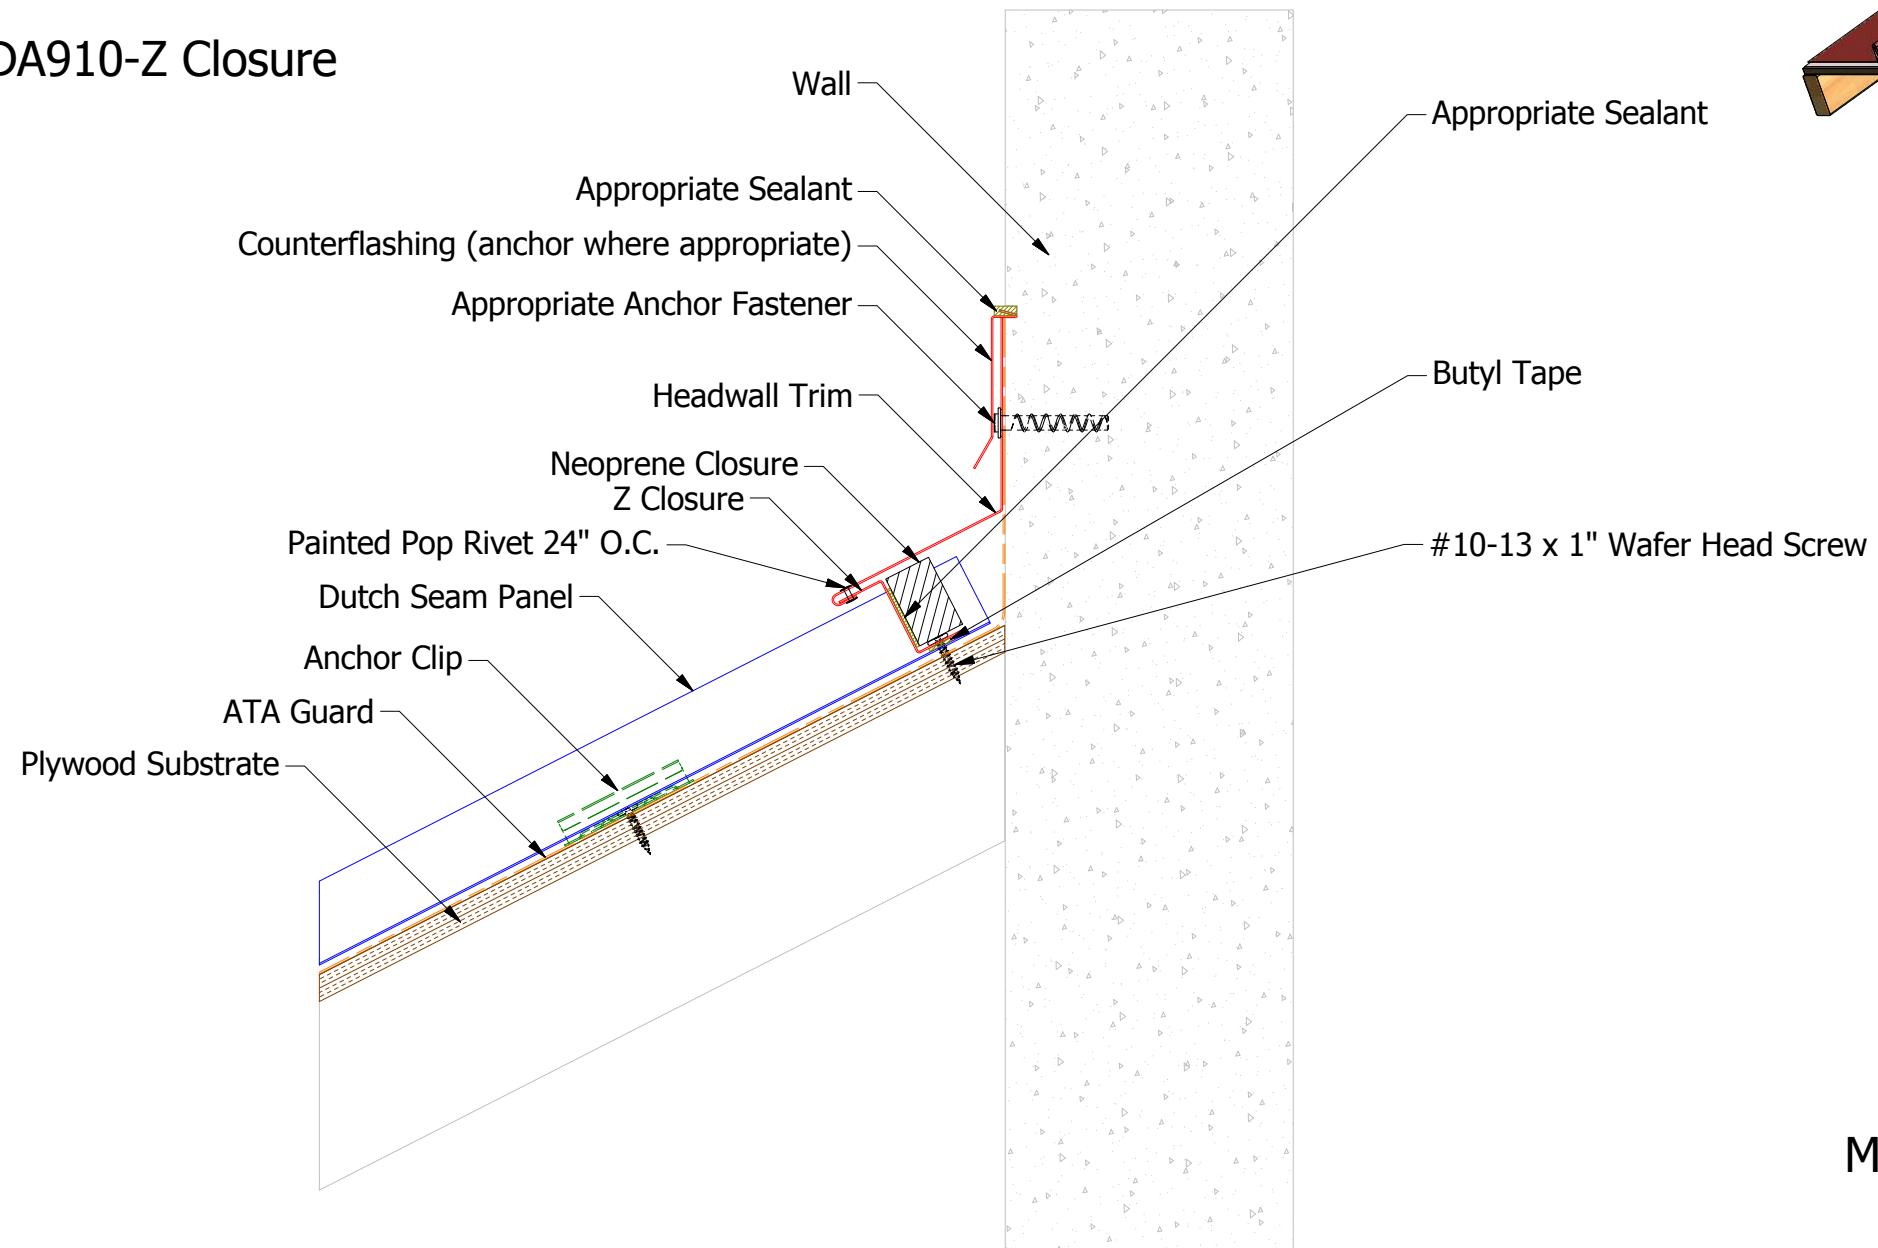 DA910-Z Closure
Wall
Appropriate Sealant
Appropriate Sealant
Counterflashing (anchor where appropriate)
Appropriate Anchor Fastener
Butyl Tape
Headwall Trim
Neoprene Closure
Z Closure
Painted Pop Rivet 24" O.C.
#10-13 x 1" Wafer Head Screw
Dutch Seam Panel
Anchor Clip
ATA Guard
Plywood Substrate
M